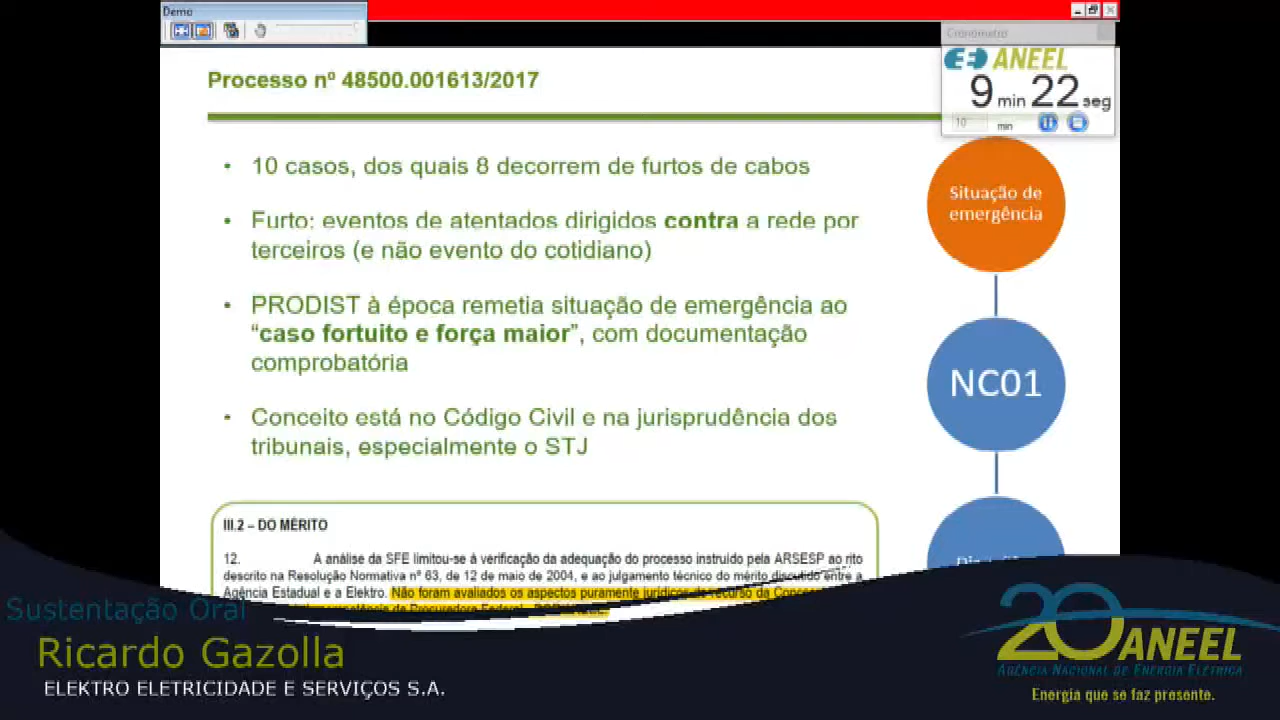 Demo
Cronômetro
ANEEL
9 min 22 seg
10 min
Processo nº 48500.001613/2017
• 10 casos, dos quais 8 decorrem de furtos de cabos
• Furto: eventos de atentados dirigidos contra a rede por
terceiros (e não evento do cotidiano)
• PRODIST à época remetia situação de emergência ao
“caso fortuito e força maior”, com documentação
comprobatória
• Conceito está no Código Civil e na jurisprudência dos
tribunais, especialmente o STJ
Situação de
emergência
NC01
III.2 – DO MÉRITO
12. A análise da SFE limitou-se à verificação da adequação do processo instruído pela ARSESP ao rito
descrito na Resolução Normativa nº 63, de 12 de maio de 2004, e ao julgamento técnico do mérito discutido entre a
Agência Estadual e a Elektro. Não foram avaliados os aspectos puramente jurídicos do recurso da
Sustentação Oral
Ricardo Gazolla
ELEKTRO ELETRICIDADE E SERVIÇOS S.A.
20 ANEEL
AGÊNCIA NACIONAL DE ENERGIA ELÉTRICA
Energia que se faz presente.